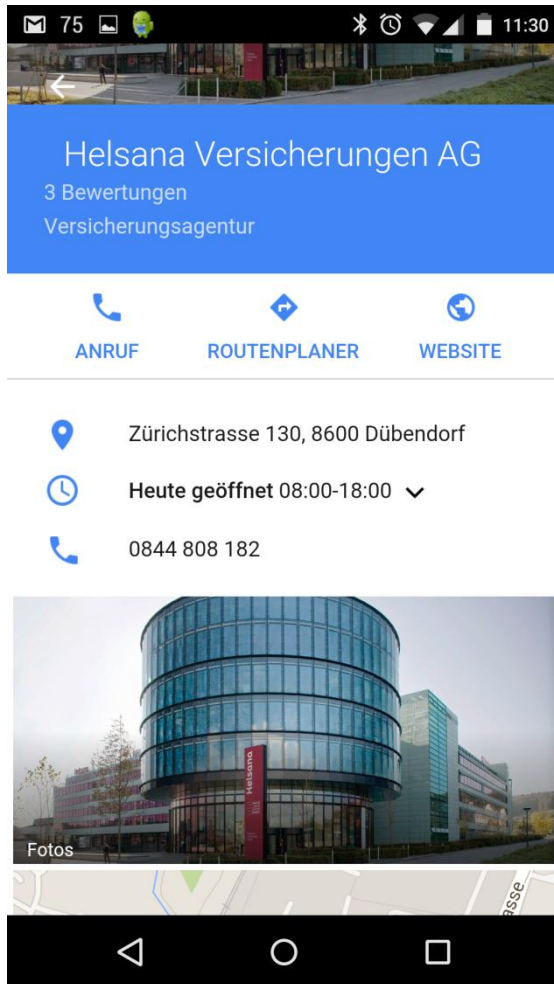 75
11:30
Helsana Versicherungen AG
3 Bewertungen
Versicherungsagentur
ANRUF
ROUTENPLANER
WEBSITE
Zürichstrasse 130, 8600 Dübendorf
Heute geöffnet 08:00-18:00
0844 808 182
Helsana
Fotos
asse